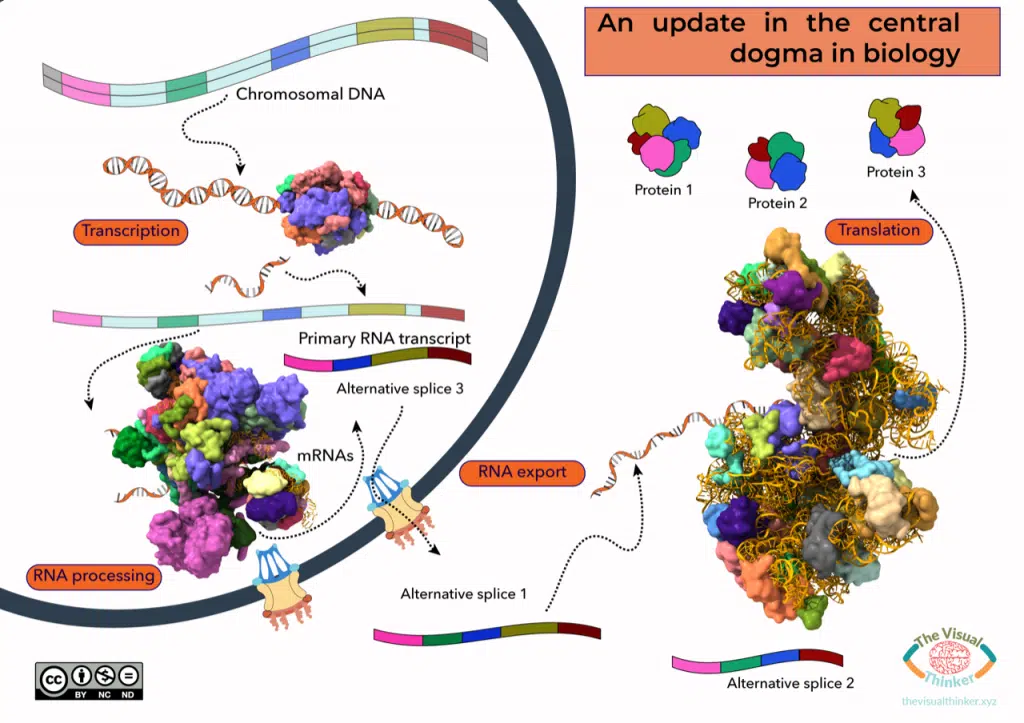 An update in the central
dogma in biology
Chromosomal DNA
Protein 1
Protein 2
Protein 3
Transcription
Translation
Primary RNA transcript
Alternative splice 3
mRNAs
RNA export
RNA processing
Alternative splice 1
Alternative splice 2
The Visual
Thinker
thevisualthinker.xyz
cc
BY NC ND